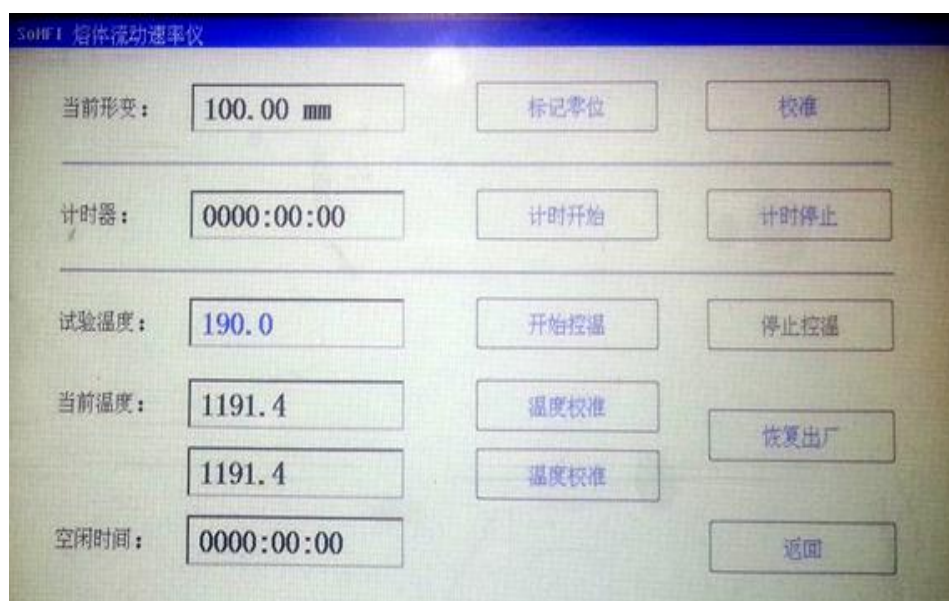 SoMFI 熔体流动速率仪
当前形变： 100.00 mm 标记零位 校准
计时器： 0000:00:00 计时开始 计时停止
试验温度： 190.0 开始控温 停止控温
当前温度： 1191.4 温度校准
恢复出厂
1191.4 温度校准
空闲时间： 0000:00:00 返回